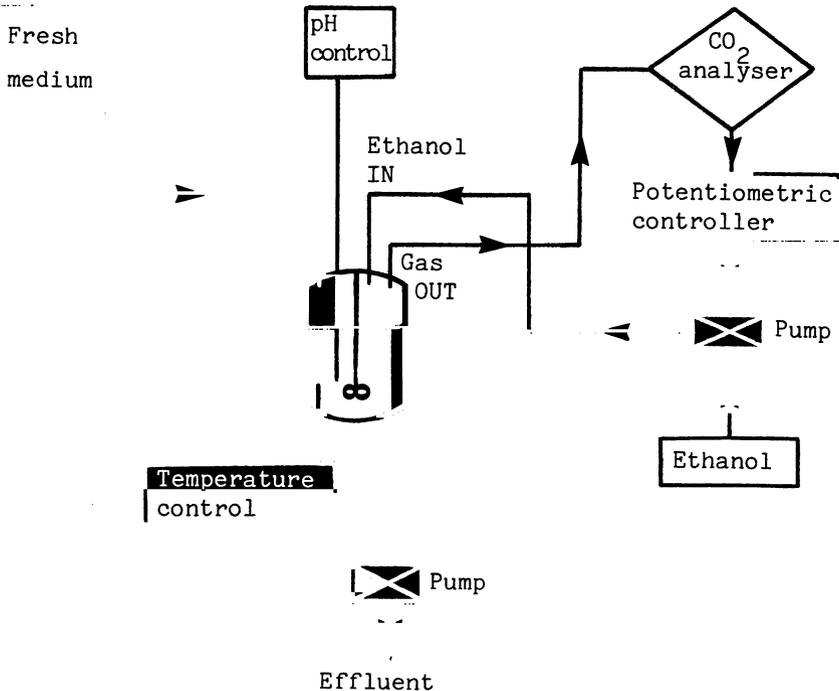 Fresh
medium
pH
control
CO2
analyser
Ethanol
IN
Potentiometric
controller
Gas
OUT
Pump
Ethanol
Temperature
control
Pump
Effluent